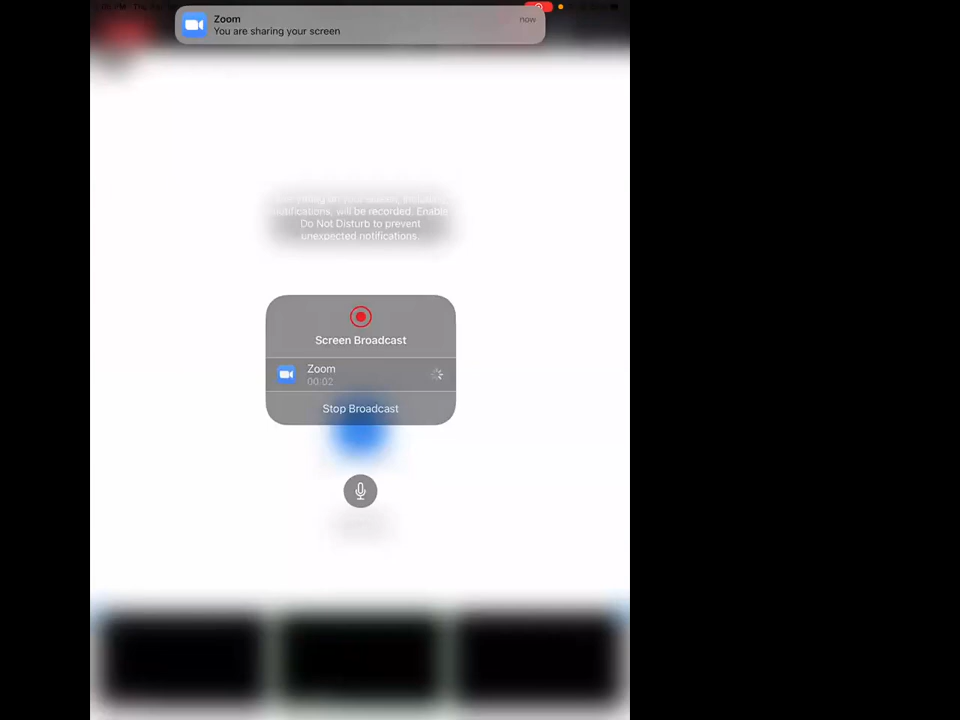 Zoom
now
You are sharing your screen
notifications, will be recorded. Enable
Do Not Disturb to prevent
unexpected notifications.
Screen Broadcast
Zoom
00:02
Stop Broadcast